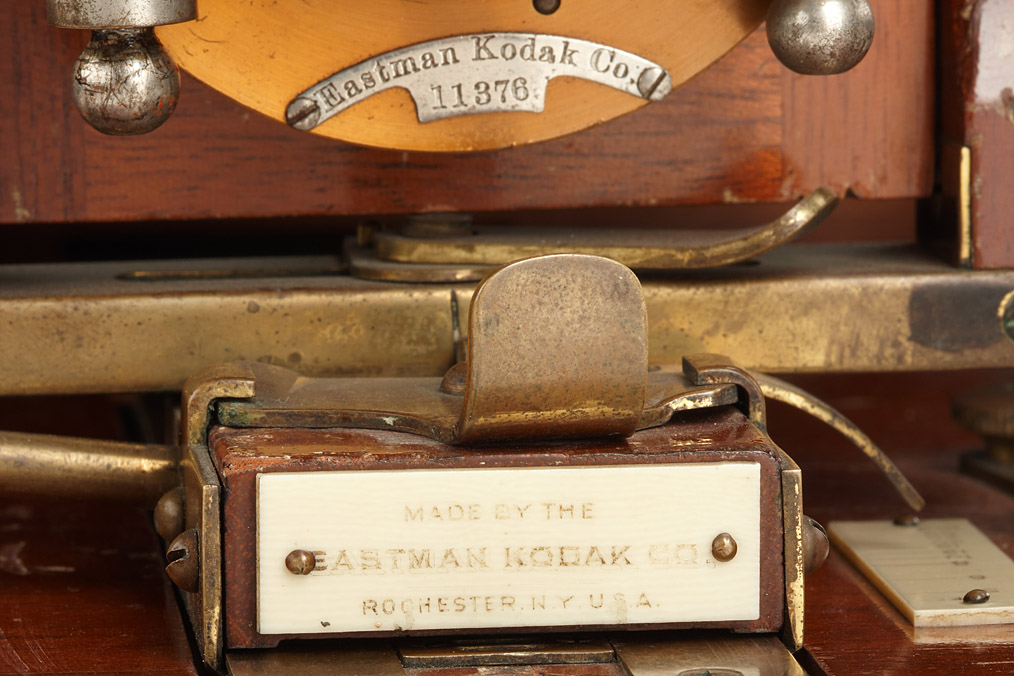 Eastman Kodak Co.
11376
MADE BY THE
EASTMAN KODAK CO.
ROCHESTER. N.Y. U.S.A.